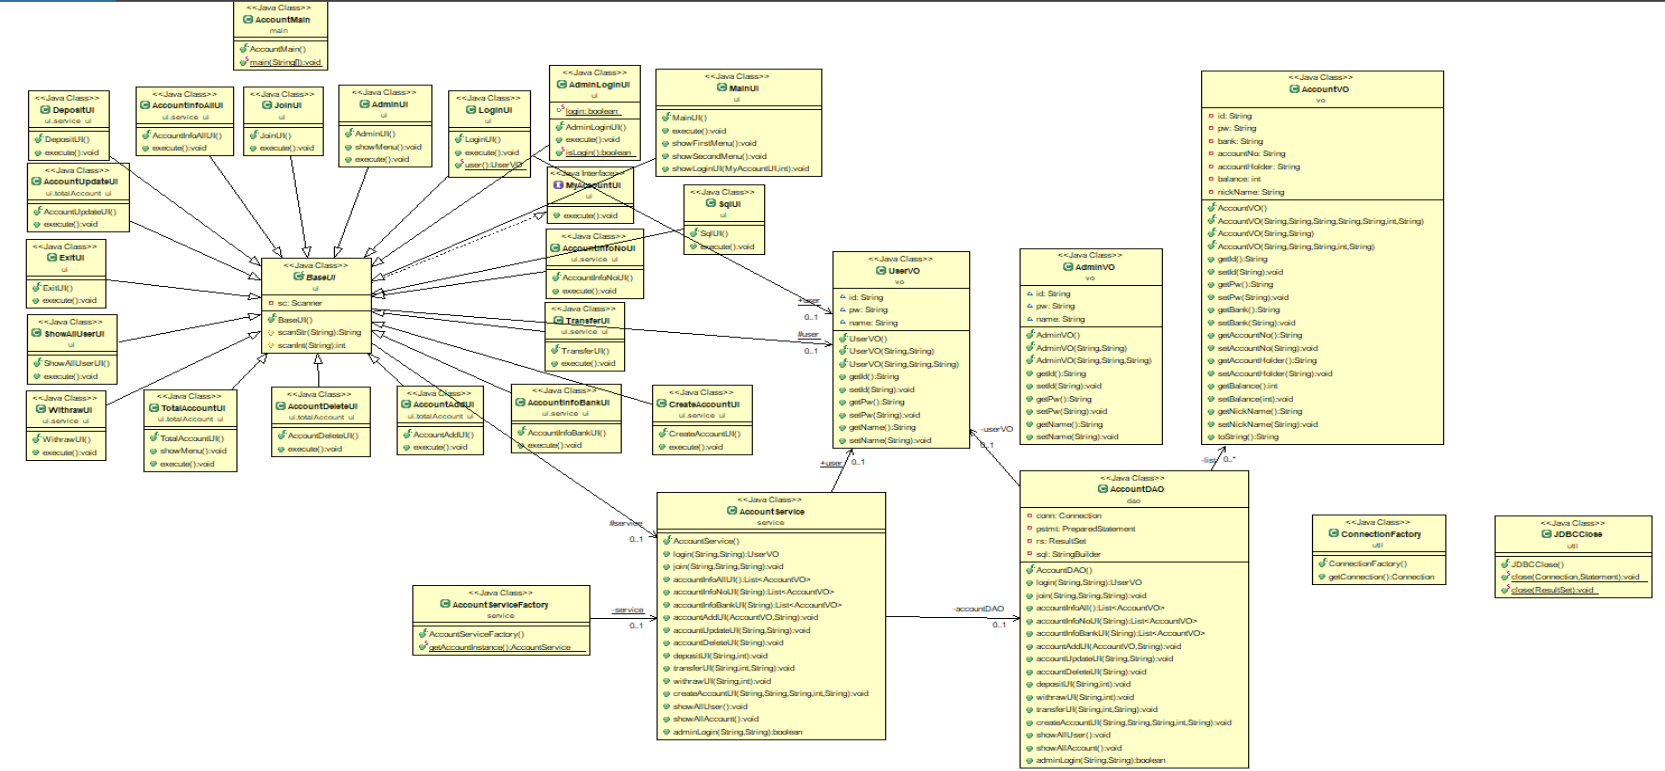 <<Java Class>>
AccountMain
main
AccountMain()
main(String[]):void
<<Java Class>>
DepositUI
ui.service_ui
DepositUI()
execute():void
<<Java Class>>
AccountInfoAllUI
ui.service_ui
AccountInfoAllUI()
execute():void
<<Java Class>>
JoinUI
ui
JoinUI()
execute():void
<<Java Class>>
AdminUI
ui
AdminUI()
showMenu():void
execute():void
<<Java Class>>
LoginUI
ui
LoginUI()
execute():void
user():UserVO
<<Java Class>>
AdminLoginUI
ui
login: boolean
AdminLoginUI()
execute():void
isLogin():boolean
<<Java Class>>
MainUI
ui
MainUI()
execute():void
showFirstMenu():void
showSecondMenu():void
showLoginUI(MyAccountUI,int):void
<<Java Class>>
AccountVO
vo
id: String
pw: String
bank: String
accountNo: String
accountHolder: String
balance: int
nickName: String
AccountVO()
AccountVO(String,String,String,String,String,int,String)
AccountVO(String,String)
AccountVO(String,String,String,int,String)
getId():String
setId(String):void
getPw():String
setPw(String):void
getBank():String
setBank(String):void
getAccountNo():String
setAccountNo(String):void
getAccountHolder():String
setAccountHolder(String):void
getBalance():int
setBalance(int):void
getNickName():String
setNickName(String):void
toString():String
<<Java Class>>
AccountUpdateUI
ui.totalAccount_ui
AccountUpdateUI()
execute():void
<<Java Interface>>
MyAccountUI
ui
execute():void
<<Java Class>>
SqlUI
ui
SqlUI()
execute():void
<<Java Class>>
ExitUI
ui
ExitUI()
execute():void
<<Java Class>>
BaseUI
ui
sc: Scanner
BaseUI()
scanStr(String):String
scanInt(String):int
<<Java Class>>
AccountInfoNoUI
ui.service_ui
AccountInfoNoUI()
execute():void
<<Java Class>>
UserVO
vo
id: String
pw: String
name: String
UserVO()
UserVO(String,String)
UserVO(String,String,String)
getId():String
setId(String):void
getPw():String
setPw(String):void
getName():String
setName(String):void
<<Java Class>>
AdminVO
vo
id: String
pw: String
name: String
AdminVO()
AdminVO(String,String)
AdminVO(String,String,String)
getId():String
setId(String):void
getPw():String
setPw(String):void
getName():String
setName(String):void
+user
0..1
#user
0..1
<<Java Class>>
ShowAllUserUI
ui
ShowAllUserUI()
execute():void
<<Java Class>>
TransferUI
ui.service_ui
TransferUI()
execute():void
<<Java Class>>
WithrawUI
ui.service_ui
WithrawUI()
execute():void
<<Java Class>>
TotalAccountUI
ui.totalAccount_ui
TotalAccountUI()
showMenu():void
execute():void
<<Java Class>>
AccountDeleteUI
ui.totalAccount_ui
AccountDeleteUI()
execute():void
<<Java Class>>
AccountAddUI
ui.totalAccount_ui
AccountAddUI()
execute():void
<<Java Class>>
AccountInfoBankUI
ui.service_ui
AccountInfoBankUI()
execute():void
<<Java Class>>
CreateAccountUI
ui.service_ui
CreateAccountUI()
execute():void
-userVO
0..1
+user
0..1
-list
0..*
#service
0..1
<<Java Class>>
AccountService
service
AccountService()
login(String,String):UserVO
join(String,String,String):void
accountInfoAllUI():List<AccountVO>
accountInfoNoUI(String):List<AccountVO>
accountInfoBankUI(String):List<AccountVO>
accountAddUI(AccountVO,String):void
accountUpdateUI(String,String):void
accountDeleteUI(String):void
depositUI(String,int):void
transferUI(String,int,String):void
withrawUI(String,int):void
createAccountUI(String,String,String,int,String):void
showAllUser():void
showAllAccount():void
adminLogin(String,String):boolean
<<Java Class>>
AccountDAO
dao
conn: Connection
pstmt: PreparedStatement
rs: ResultSet
sql: StringBuilder
AccountDAO()
login(String,String):UserVO
join(String,String,String):void
accountInfoAll():List<AccountVO>
accountInfoNoUI(String):List<AccountVO>
accountInfoBankUI(String):List<AccountVO>
accountAddUI(AccountVO,String):void
accountUpdateUI(String,String):void
accountDeleteUI(String):void
depositUI(String,int):void
withrawUI(String,int):void
transferUI(String,int,String):void
createAccountUI(String,String,String,int,String):void
showAllUser():void
showAllAccount():void
adminLogin(String,String):boolean
<<Java Class>>
ConnectionFactory
util
ConnectionFactory()
getConnection():Connection
<<Java Class>>
JDBCClose
util
JDBCClose()
close(Connection,Statement):void
close(ResultSet):void
<<Java Class>>
AccountServiceFactory
service
AccountServiceFactory()
getAccountInstance():AccountService
-service
0..1
-accountDAO
0..1